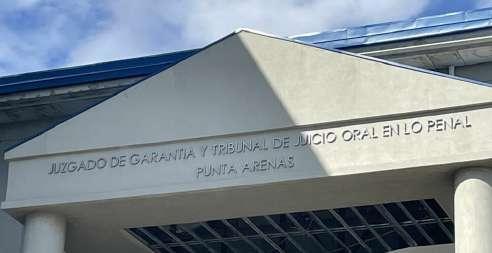 JUZGADO DE GARANTIA Y TRIBUNAL DE JUICIO ORAL EN LO PENAL
PUNTA ARENAS